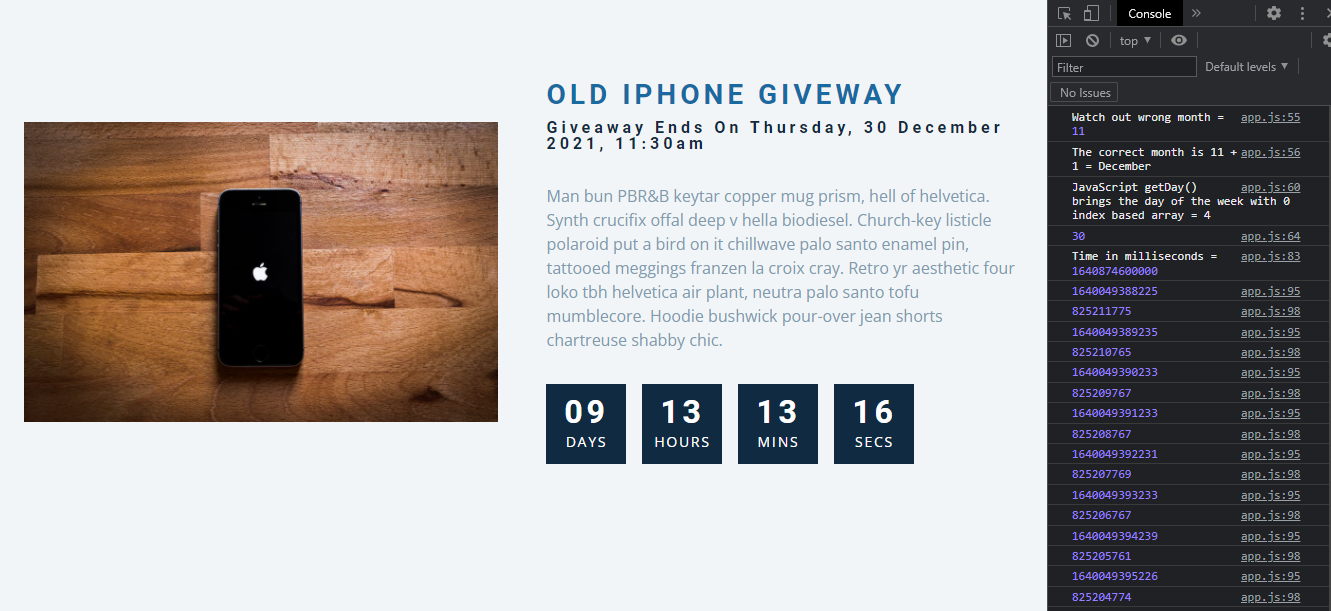 OLD IPHONE GIVEWAY
Giveaway Ends On Thursday, 30 December
2021, 11:30am
Man bun PBR&B keytar copper mug prism, hell of helvetica.
Synth crucifix offal deep v hella biodiesel. Church-key listicle
polaroid put a bird on it chillwave palo santo enamel pin,
tattooed meggings franzen la croix cray. Retro yr aesthetic four
loko tbh helvetica air plant, neutra palo santo tofu
mumblecore. Hoodie bushwick pour-over jean shorts
chartreuse shabby chic.
09 13 13 16
DAYS HOURS MINS SECS
Console
top
Filter Default levels
No Issues
Watch out wrong month = app.js:55
11
The correct month is 11 + app.js:56
1 = December
JavaScript getDay() app.js:60
brings the day of the week with 0
index based array = 4
30 app.js:64
Time in milliseconds = app.js:83
1640874600000
1640049388225 app.js:95
825211775 app.js:98
1640049389235 app.js:95
825210765 app.js:98
1640049390233 app.js:95
825209767 app.js:98
1640049391233 app.js:95
825208767 app.js:98
1640049392231 app.js:95
825207769 app.js:98
1640049393233 app.js:95
825206767 app.js:98
1640049394239 app.js:95
825205761 app.js:98
1640049395226 app.js:95
825204774 app.js:98